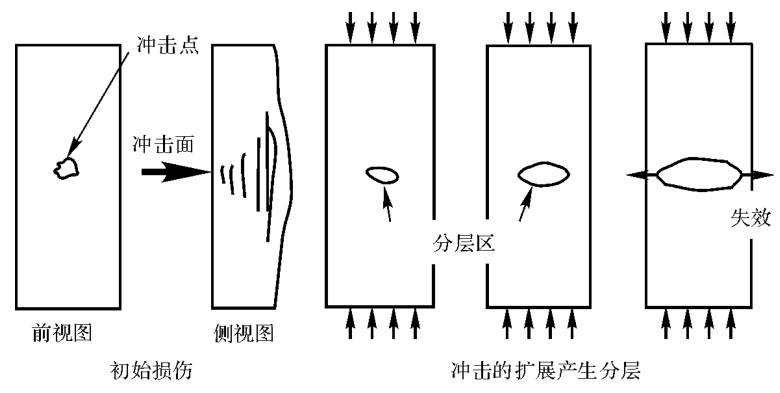 冲击点
冲击面
失效
分层区
前视图
侧视图
初始损伤
冲击的扩展产生分层